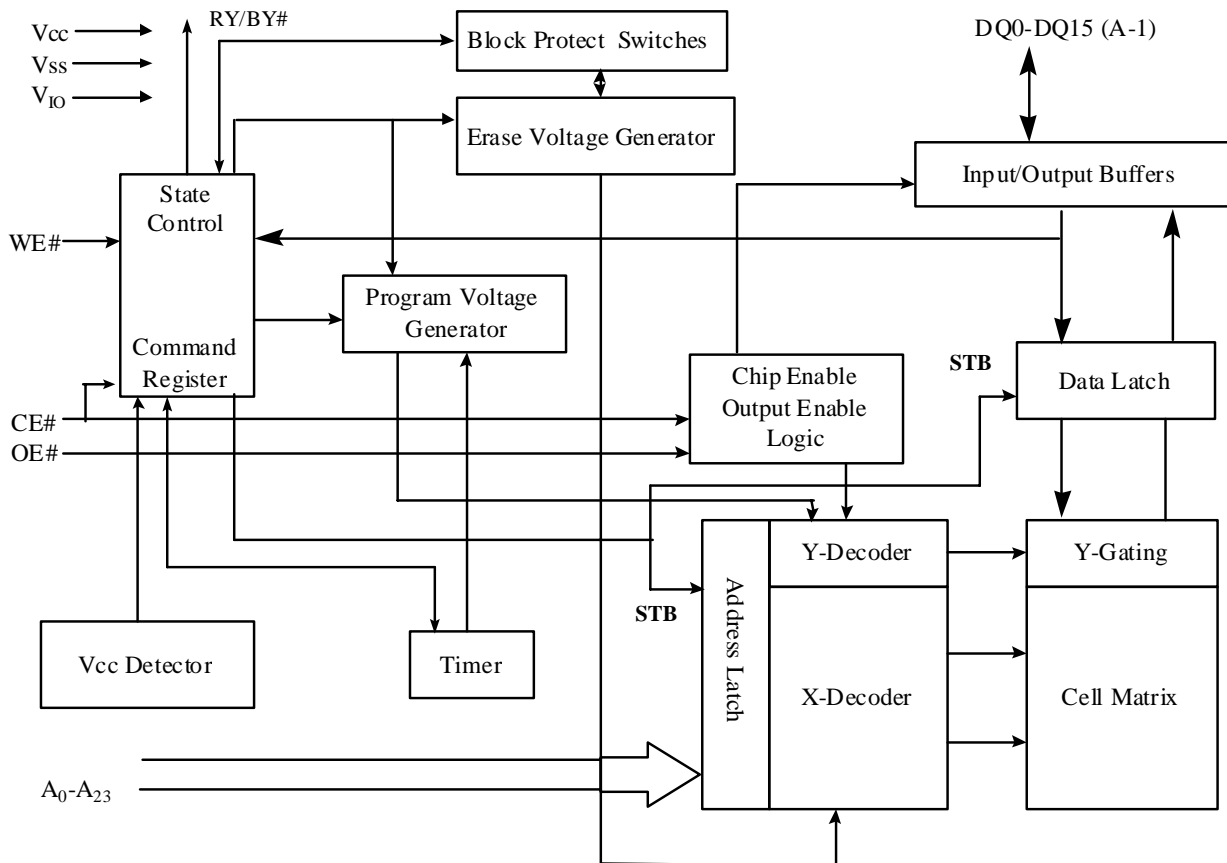 Vcc
Vss
VIO
RY/BY#
Block Protect Switches
DQ0-DQ15 (A-1)
Erase Voltage Generator
Input/Output Buffers
State
Control
WE#
Program Voltage
Generator
Command
Register
Chip Enable
Output Enable
Logic
STB
Data Latch
CE#
OE#
Address Latch
Y-Decoder
Y-Gating
STB
Vcc Detector
Timer
X-Decoder
Cell Matrix
A0-A23